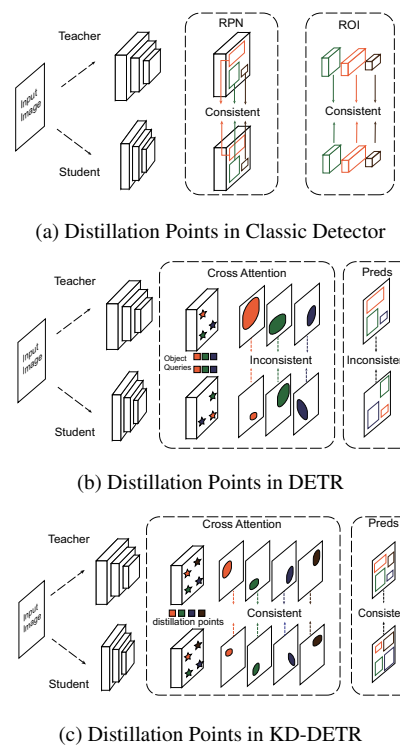 RPN
ROI
Teacher
Input
Image
Consistent
Consistent
Student
(a) Distillation Points in Classic Detector
Cross Attention
Preds
Teacher
Input
Image
Object
Queries
Inconsistent
Inconsiste
Student
(b) Distillation Points in DETR
Cross Attention
Preds
Teacher
Input
Image
distillation points
Consistent
Consiste
Student
(c) Distillation Points in KD-DETR